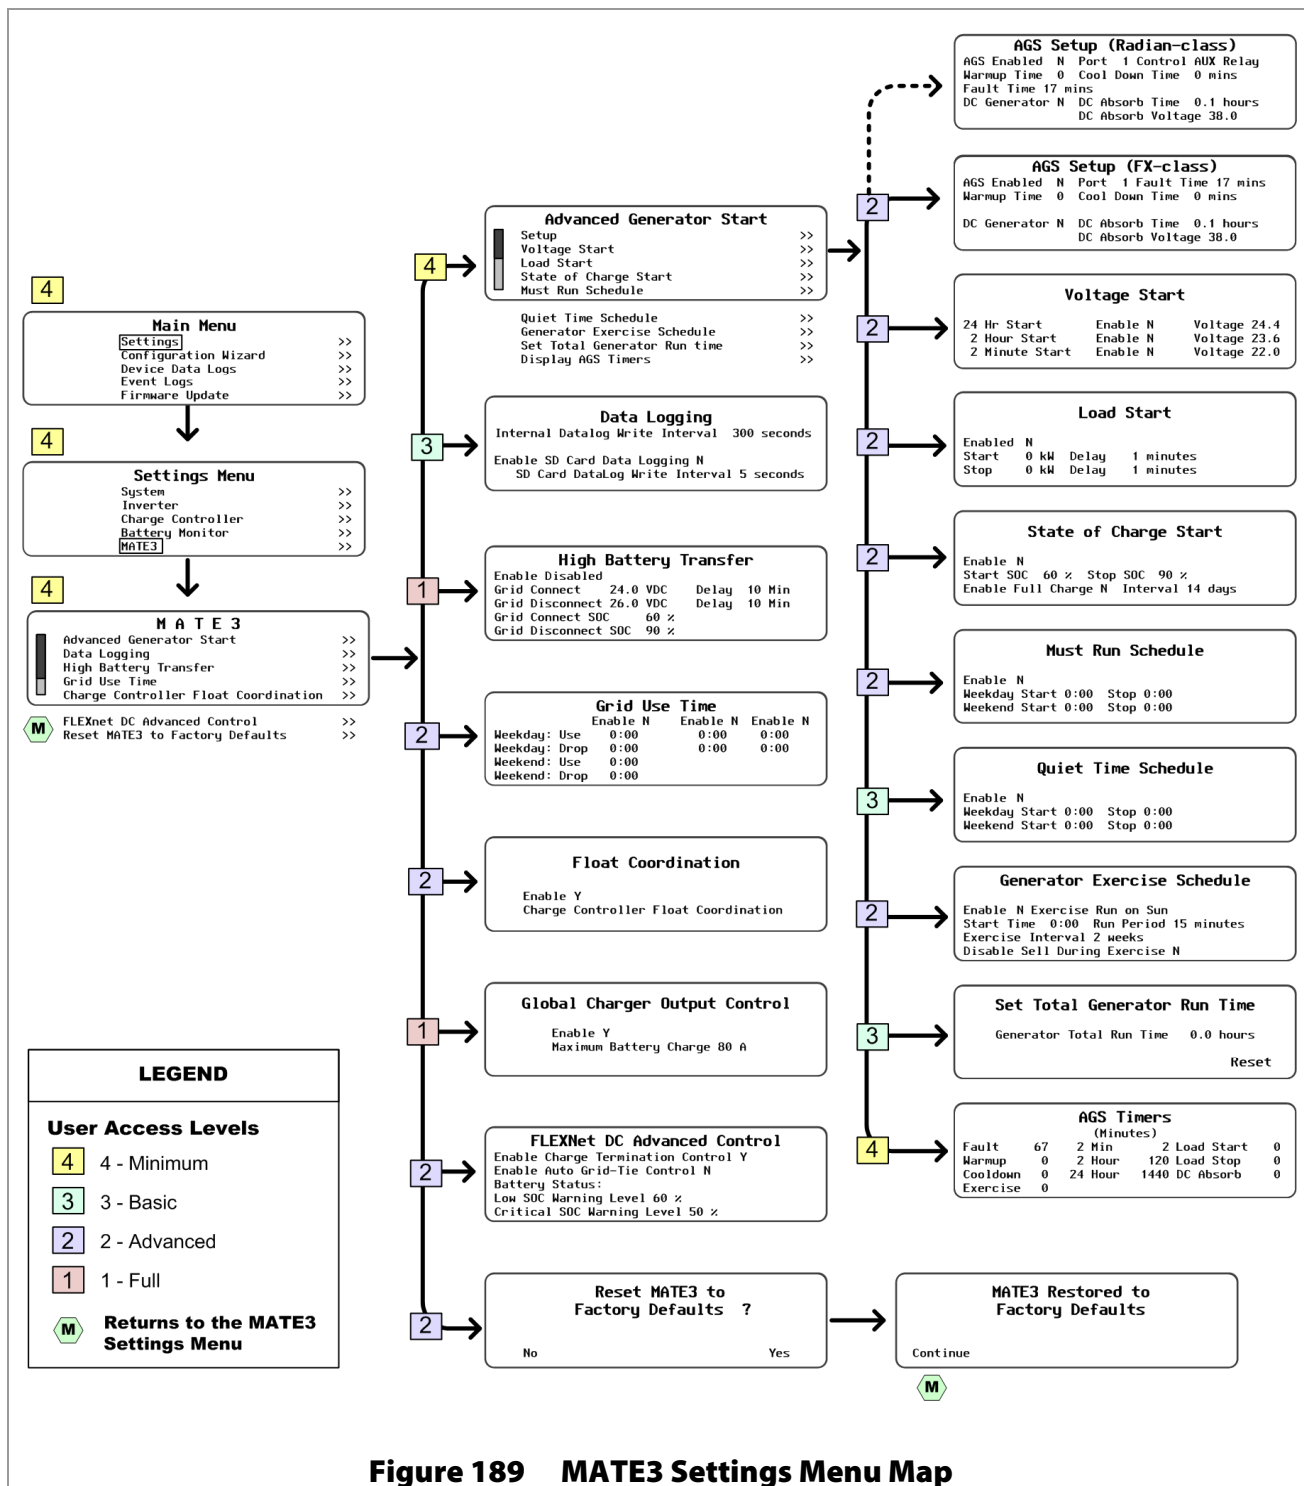 4
Main Menu
Settings >>
Configuration Wizard >>
Device Data Logs >>
Event Logs >>
Firmware Update >>
4
Settings Menu
System >>
Inverter >>
Charge Controller >>
Battery Monitor >>
MATE3 >>
4
M A T E 3
Advanced Generator Start >>
Data Logging >>
High Battery Transfer >>
Grid Use Time >>
Charge Controller Float Coordination >>
FLEXnet DC Advanced Control >>
Reset MATE3 to Factory Defaults >>
M
4
Advanced Generator Start
Setup >>
Voltage Start >>
Load Start >>
State of Charge Start >>
Must Run Schedule >>
Quiet Time Schedule >>
Generator Exercise Schedule >>
Set Total Generator Run time >>
Display AGS Timers >>
3
Data Logging
Internal Datalog Write Interval 300 seconds
Enable SD Card Data Logging N
SD Card DataLog Write Interval 5 seconds
1
High Battery Transfer
Enable Disabled
Grid Connect 24.0 VDC Delay 10 Min
Grid Disconnect 26.0 VDC Delay 10 Min
Grid Connect SOC 60 %
Grid Disconnect SOC 90 %
2
Grid Use Time
Enable N Enable N Enable N
Weekday: Use 0:00 0:00 0:00
Weekday: Drop 0:00 0:00 0:00
Weekend: Use 0:00
Weekend: Drop 0:00
2
Float Coordination
Enable Y
Charge Controller Float Coordination
1
Global Charger Output Control
Enable Y
Maximum Battery Charge 80 A
2
FLEXNet DC Advanced Control
Enable Charge Termination Control Y
Enable Auto Grid-Tie Control N
Battery Status:
Low SOC Warning Level 60 %
Critical SOC Warning Level 50 %
2
Reset MATE3 to
Factory Defaults ?
No Yes
MATE3 Restored to
Factory Defaults
Continue
M
AGS Setup (Radian-class)
AGS Enabled N Port 1 Control AUX Relay
Warmup Time 0 Cool Down Time 0 mins
Fault Time 17 mins
DC Generator N DC Absorb Time 0.1 hours
DC Absorb Voltage 38.0
2
AGS Setup (FX-class)
AGS Enabled N Port 1 Fault Time 17 mins
Warmup Time 0 Cool Down Time 0 mins
DC Generator N DC Absorb Time 0.1 hours
DC Absorb Voltage 38.0
2
Voltage Start
24 Hr Start Enable N Voltage 24.4
2 Hour Start Enable N Voltage 23.6
2 Minute Start Enable N Voltage 22.0
2
Load Start
Enabled N
Start 0 kW Delay 1 minutes
Stop 0 kW Delay 1 minutes
2
State of Charge Start
Enable N
Start SOC 60 % Stop SOC 90 %
Enable Full Charge N Interval 14 days
2
Must Run Schedule
Enable N
Weekday Start 0:00 Stop 0:00
Weekend Start 0:00 Stop 0:00
3
Quiet Time Schedule
Enable N
Weekday Start 0:00 Stop 0:00
Weekend Start 0:00 Stop 0:00
2
Generator Exercise Schedule
Enable N Exercise Run on Sun
Start Time 0:00 Run Period 15 minutes
Exercise Interval 2 weeks
Disable Sell During Exercise N
3
Set Total Generator Run Time
Generator Total Run Time 0.0 hours
Reset
4
AGS Timers
(Minutes)
Fault 67 2 Min 2 Load Start 0
Warmup 0 2 Hour 120 Load Stop 0
Cooldown 0 24 Hour 1440 DC Absorb 0
Exercise 0
LEGEND
User Access Levels
4 4 - Minimum
3 3 - Basic
2 2 - Advanced
1 1 - Full
M Returns to the MATE3
Settings Menu
Figure 189 MATE3 Settings Menu Map